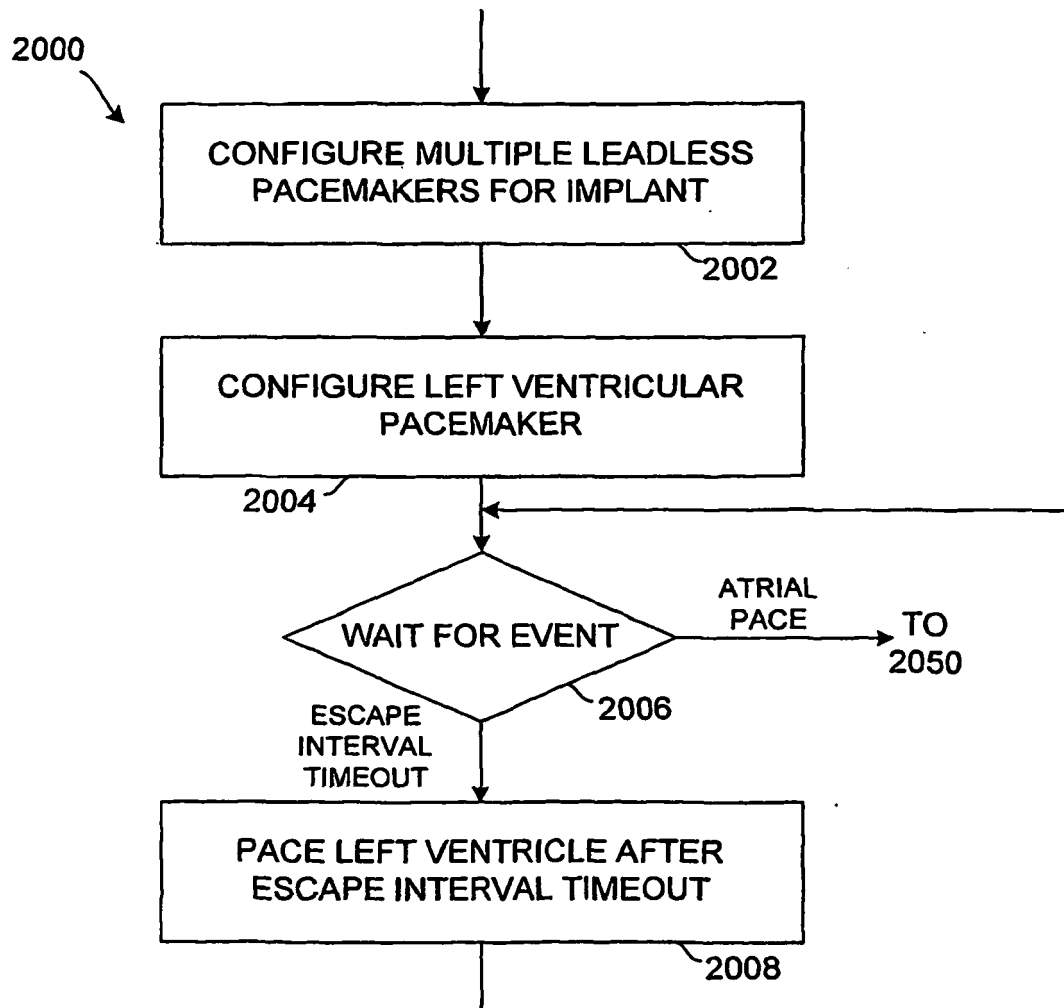 2000
CONFIGURE MULTIPLE LEADLESS
PACEMAKERS FOR IMPLANT
2002
CONFIGURE LEFT VENTRICULAR
PACEMAKER
2004
WAIT FOR EVENT
2006
ATRIAL
PACE
TO
2050
ESCAPE
INTERVAL
TIMEOUT
PACE LEFT VENTRICLE AFTER
ESCAPE INTERVAL TIMEOUT
2008